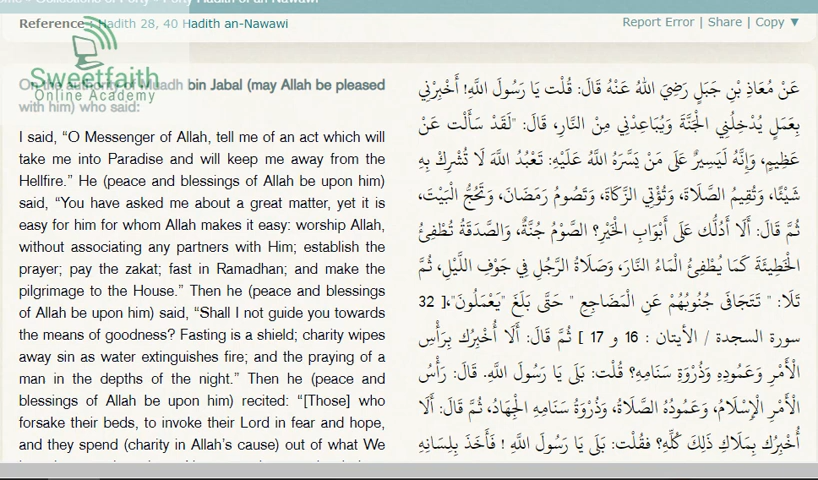 Reference : Hadith 28, 40 Hadith an-Nawawi
Report Error | Share | Copy ▼
Sweetfaith
Online Academy
On the authority of Muadh bin Jabal (may Allah be pleased
with him) who said:
I said, “O Messenger of Allah, tell me of an act which will
take me into Paradise and will keep me away from the
Hellfire.” He (peace and blessings of Allah be upon him)
said, “You have asked me about a great matter, yet it is
easy for him for whom Allah makes it easy: worship Allah,
without associating any partners with Him; establish the
prayer; pay the zakat; fast in Ramadhan; and make the
pilgrimage to the House.” Then he (peace and blessings
of Allah be upon him) said, “Shall I not guide you towards
the means of goodness? Fasting is a shield; charity wipes
away sin as water extinguishes fire; and the praying of a
man in the depths of the night.” Then he (peace and
blessings of Allah be upon him) recited: “[Those] who
forsake their beds, to invoke their Lord in fear and hope,
and they spend (charity in Allah’s cause) out of what We
عَنْ مُعَاذِ بْنِ جَبَلٍ رَضِيَ اللهُ عَنْهُ قَالَ: قُلْت يَا رَسُولَ اللَّهِ! أَخْبِرْنِي
بِعَمَلٍ يُدْخِلُنِي الْجَنَّةَ وَيُبَاعِدْنِي مِنْ النَّارِ، قَالَ: "لَقَدْ سَأَلْت عَنْ
عَظِيمٍ، وَإِنَّهُ لَيَسِيرٌ عَلَى مَنْ يَسَّرَهُ اللَّهُ عَلَيْهِ: تَعْبُدُ اللَّهَ لَا تُشْرِكْ بِهِ
شَيْئًا، وَتُقِيمُ الصَّلَاةَ، وَتُؤْتِي الزَّكَاةَ، وَتَصُومُ رَمَضَانَ، وَتَحُجُّ الْبَيْتَ،
ثُمَّ قَالَ: أَلَا أَدُلُّك عَلَى أَبْوَابِ الْخَيْرِ؟ الصَّوْمُ جُنَّةٌ، وَالصَّدَقَةُ تُطْفِئُ
الْخَطِيئَةَ كَمَا يُطْفِئُ الْمَاءُ النَّارَ، وَصَلَاةُ الرَّجُلِ فِي جَوْفِ اللَّيْلِ، ثُمَّ
تَلَا: " تَتَجَافَى جُنُوبُهُمْ عَنِ الْمَضَاجِعِ " حَتَّى بَلَغَ "يَعْمَلُونَ"،[ 32
سورة السجدة / الأيتان : 16 و 17 ] ثُمَّ قَالَ: أَلَا أُخْبِرُك بِرَأْسِ
الْأَمْرِ وَعَمُودِهِ وَذُرْوَةِ سَنَامِهِ؟ قُلْت: بَلَى يَا رَسُولَ اللَّهِ. قَالَ: رَأْسُ
الْأَمْرِ الْإِسْلَامُ، وَعَمُودُهُ الصَّلَاةُ، وَذُرْوَةُ سَنَامِهِ الْجِهَادُ، ثُمَّ قَالَ: أَلَا
أُخْبِرُك بِمَلَاكِ ذَلِكَ كُلِّهِ؟ فقُلْت: بَلَى يَا رَسُولَ اللَّهِ ! فَأَخَذَ بِلِسَانِهِ